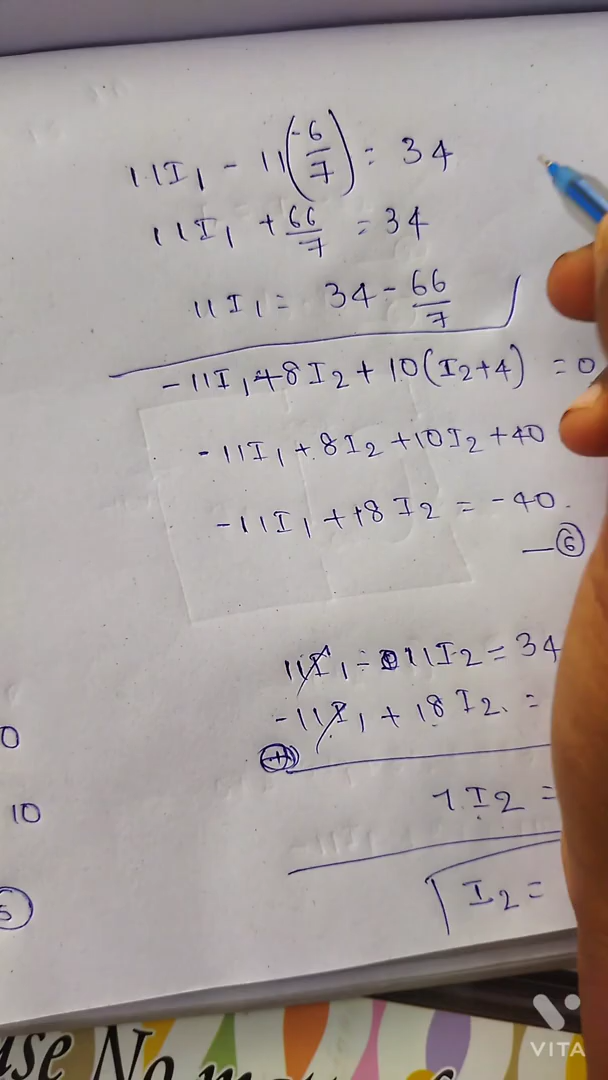 11I₁ - 11(-6/7) = 34
11I₁ + 66/7 = 34
11I₁ = 34 - 66/7
-11I₁ + 8I₂ + 10(I₂+4) = 0
-11I₁ + 8I₂ + 10I₂ + 40
-11I₁ + 18I₂ = -40.
— ⑥
11I₁ - 11I₂ = 34
0
-11I₁ + 18I₂ =
(+)
10
7I₂ =
5
I₂ =
use No
VITA